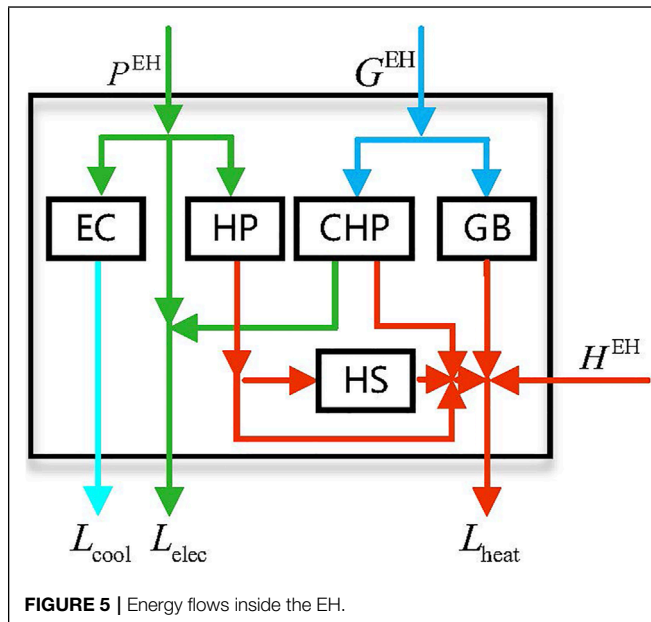 P^EH G^EH
EC HP CHP GB
HS H^EH
L_cool L_elec L_heat
FIGURE 5 | Energy flows inside the EH.